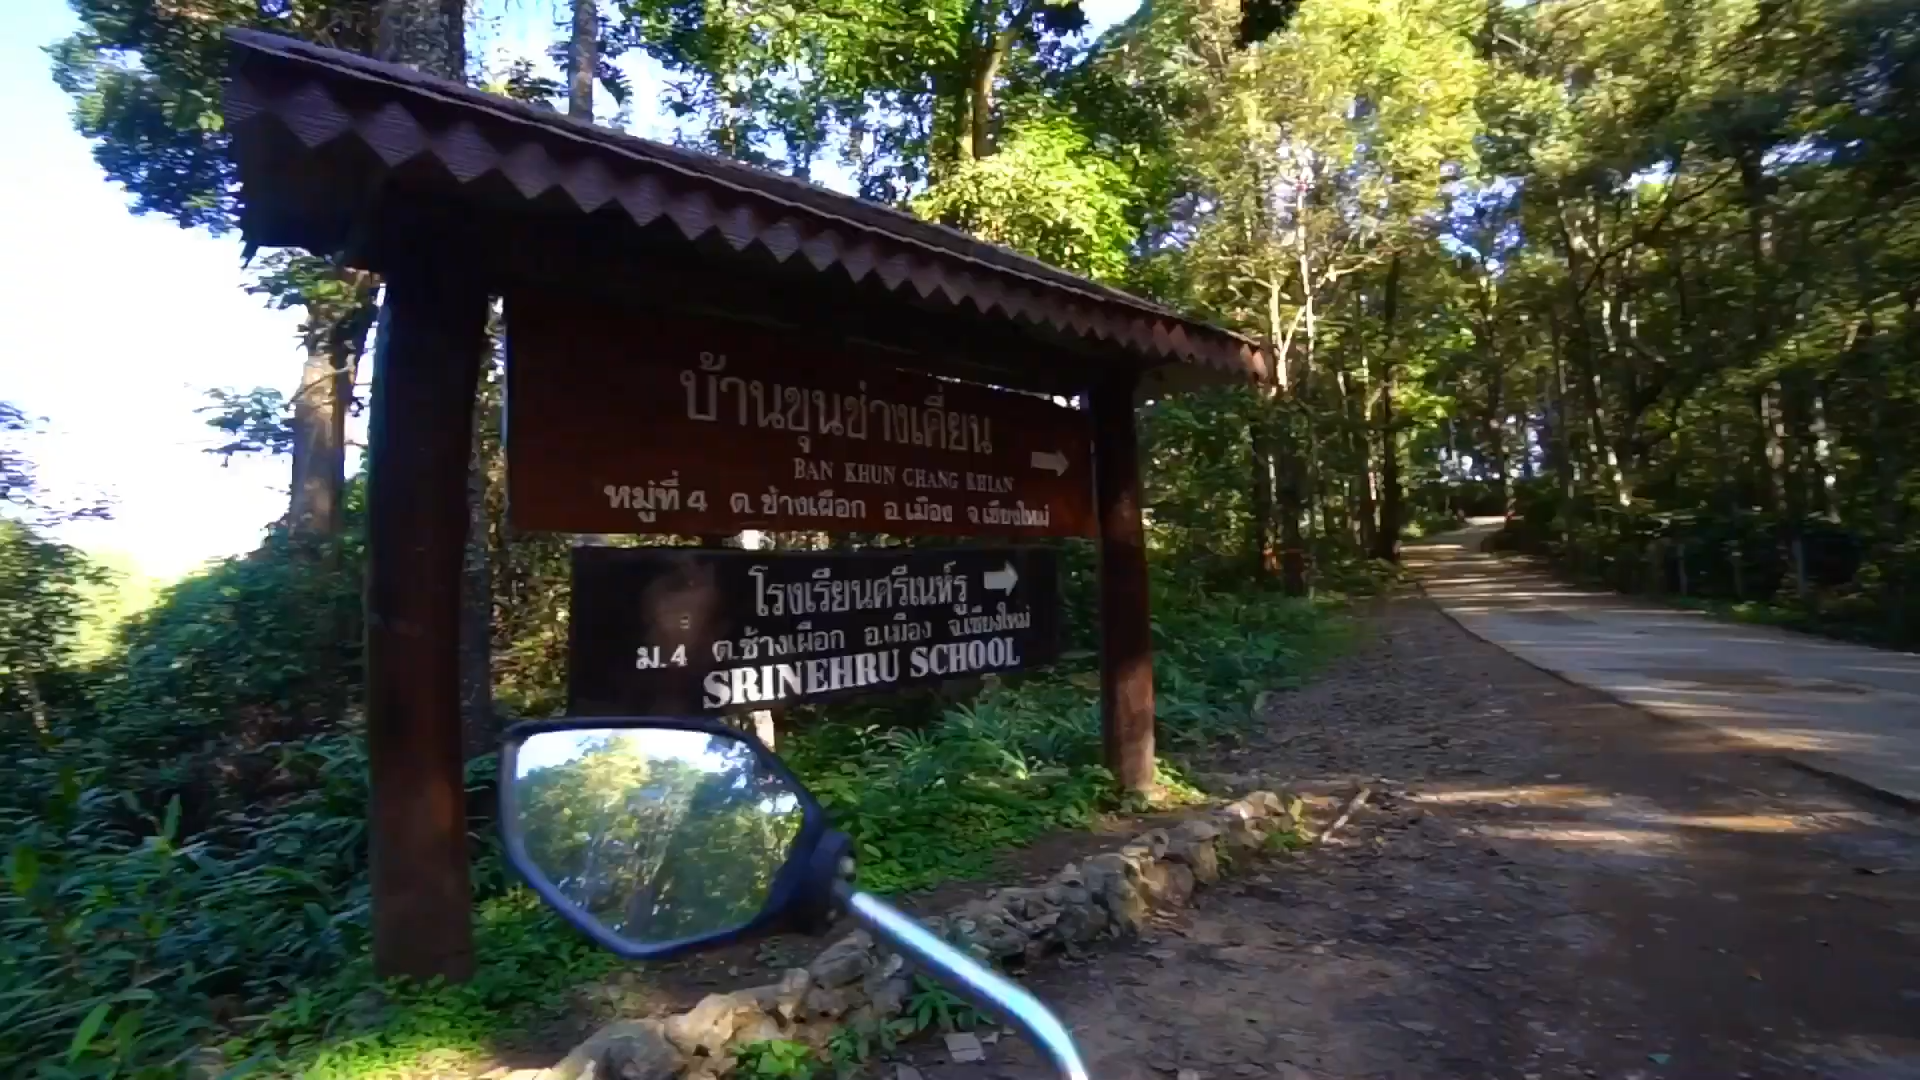 บ้านขุนช่างเคี่ยน
BAN KHUN CHANG KHIAN
หมู่ที่ 4 ต.ช้างเผือก อ.เมือง จ.เชียงใหม่
โรงเรียนศรีเนห์รู
ม.4 ต.ช้างเผือก อ.เมือง จ.เชียงใหม่
SRINEHRU SCHOOL